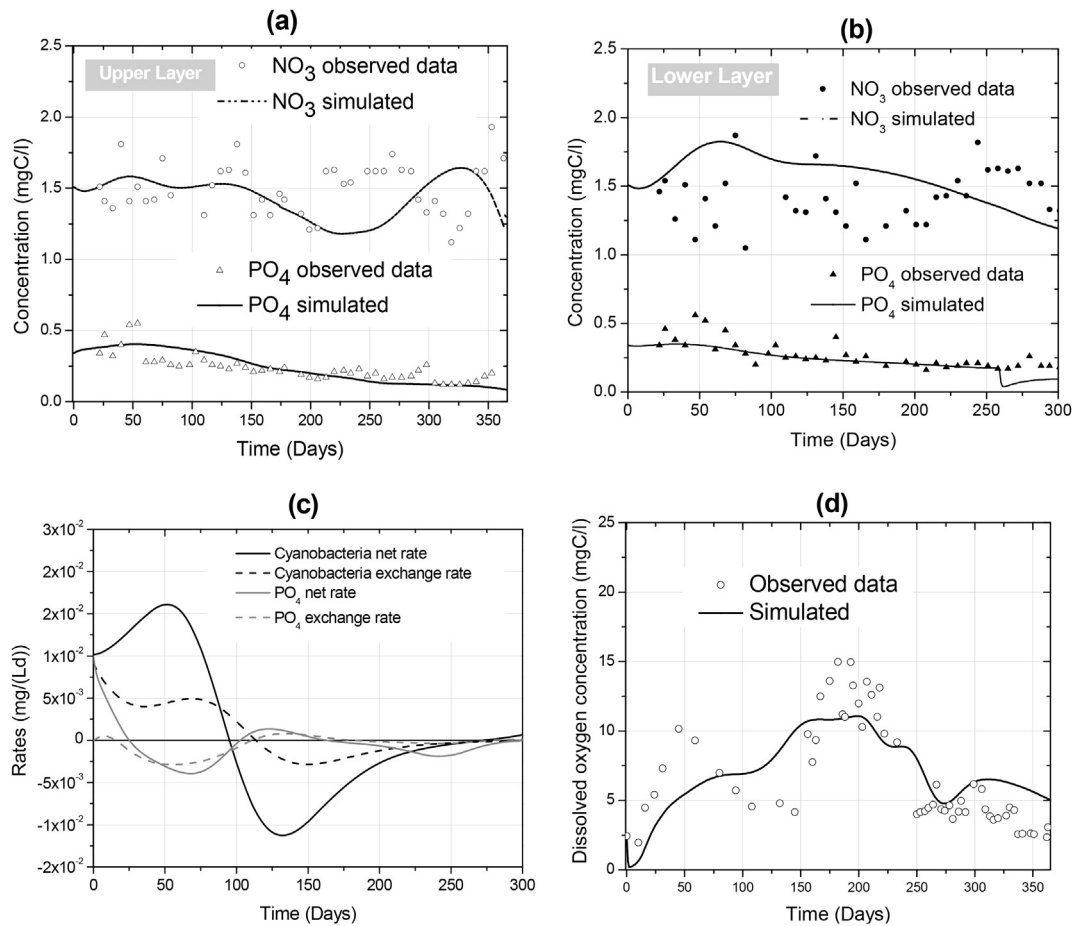 (a)
2.5
2.0
1.5
1.0
0.5
0.0
Concentration (mgC/l)
Upper Layer
NO3 observed data
NO3 simulated
PO4 observed data
PO4 simulated
0 50 100 150 200 250 300 350
Time (Days)
(b)
2.5
2.0
1.5
1.0
0.5
0.0
Concentration (mgC/l)
Lower Layer
NO3 observed data
NO3 simulated
PO4 observed data
PO4 simulated
0 50 100 150 200 250 300
Time (Days)
(c)
3x10-2
2x10-2
1x10-2
5x10-3
0
-5x10-3
-1x10-2
-2x10-2
Rates (mg/(Ld))
Cyanobacteria net rate
Cyanobacteria exchange rate
PO4 net rate
PO4 exchange rate
0 50 100 150 200 250 300
Time (Days)
(d)
25
20
15
10
5
0
Dissolved oxygen concentration (mgC/l)
Observed data
Simulated
0 50 100 150 200 250 300 350
Time (Days)